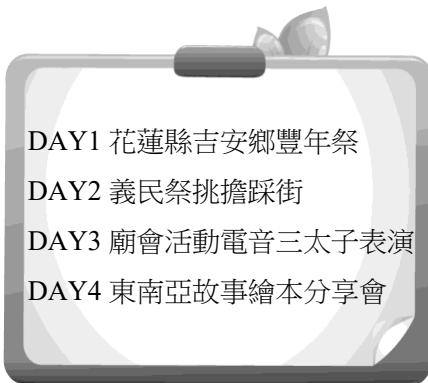 DAY1 花蓮縣吉安鄉豐年祭
DAY2 義民祭挑擔踩街
DAY3 廟會活動電音三太子表演
DAY4 東南亞故事繪本分享會